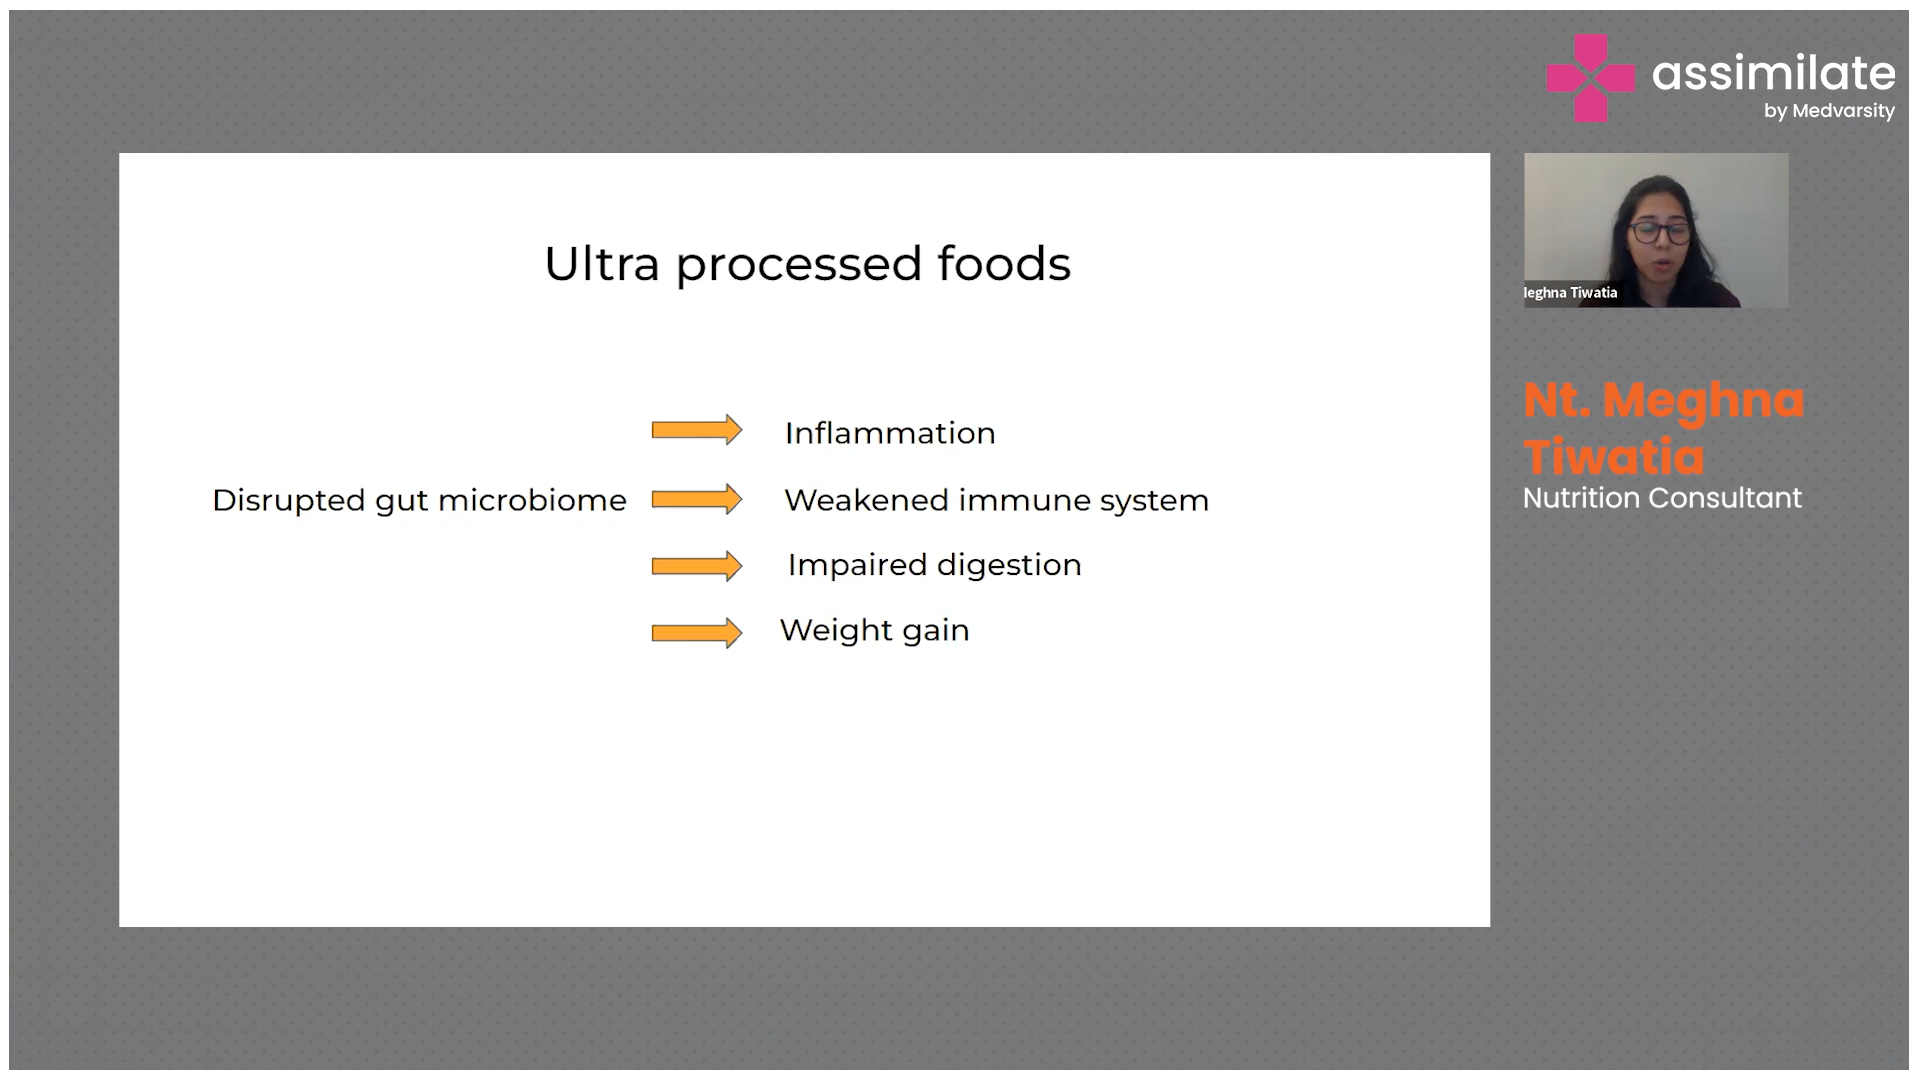 assimilate
by Medvarsity
Ultra processed foods
Inflammation
Disrupted gut microbiome
Weakened immune system
Impaired digestion
Weight gain
leghna Tiwatia
Nt. Meghna
Tiwatia
Nutrition Consultant